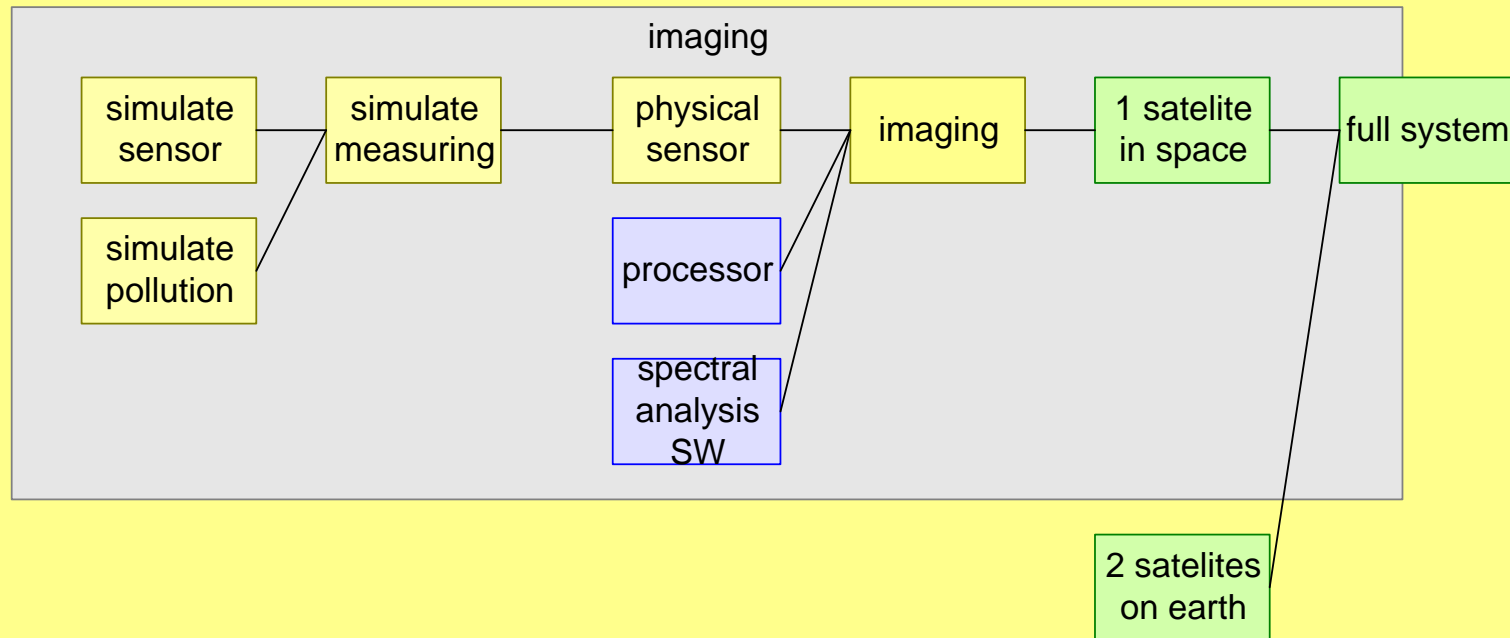 imaging
simulate
sensor
simulate
measuring
physical
sensor
imaging
1 satelite
in space
full system
simulate
pollution
processor
spectral
analysis
SW
2 satelites
on earth